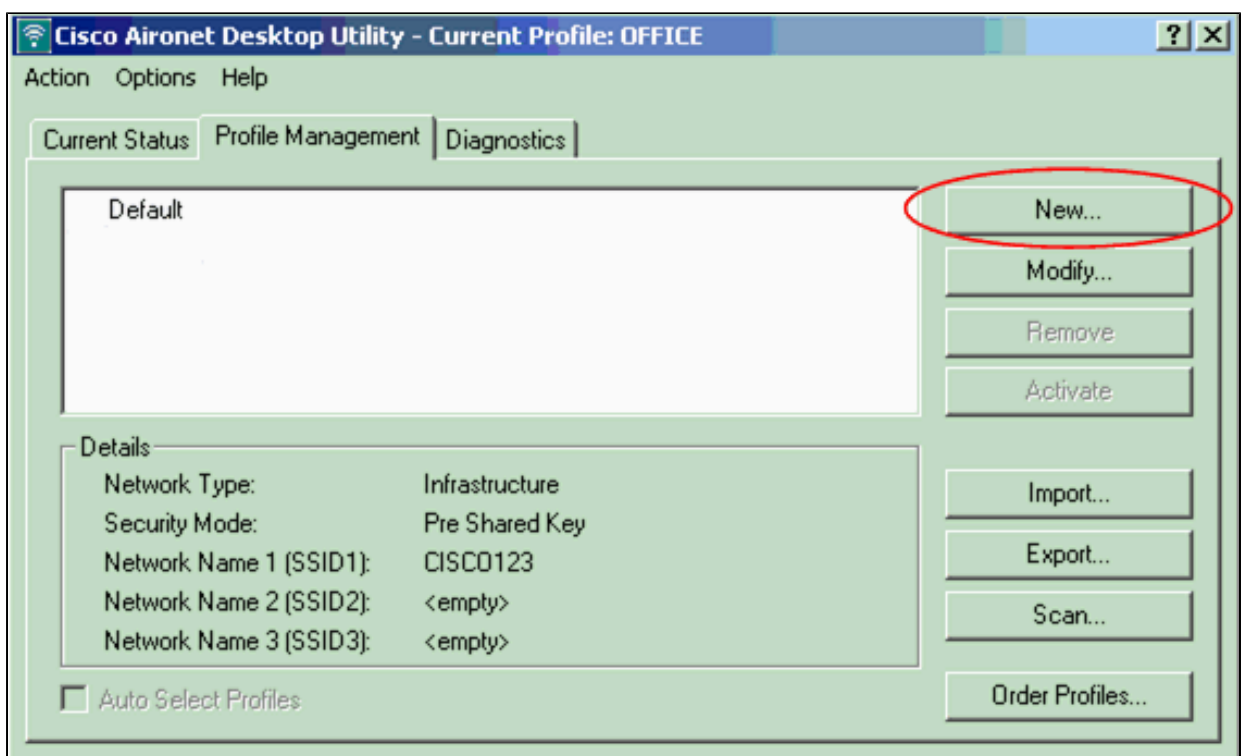 Cisco Aironet Desktop Utility - Current Profile: OFFICE
Action Options Help
Current Status Profile Management Diagnostics
Default
New...
Modify...
Remove
Activate
Details
Network Type: Infrastructure
Security Mode: Pre Shared Key
Network Name 1 (SSID1): CISCO123
Network Name 2 (SSID2): <empty>
Network Name 3 (SSID3): <empty>
Import...
Export...
Scan...
Auto Select Profiles
Order Profiles...